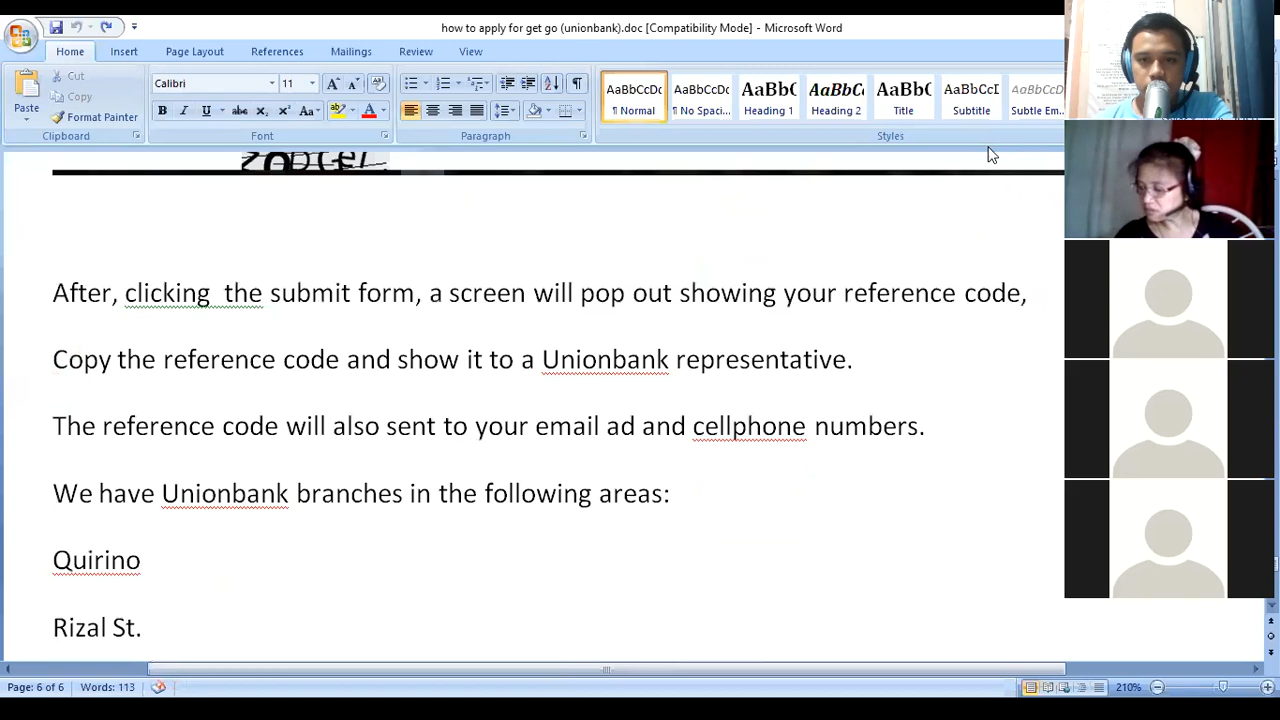 how to apply for get go (unionbank).doc [Compatibility Mode] - Microsoft Word
Home Insert Page Layout References Mailings Review View
Paste
Cut
Copy
Format Painter
Clipboard
Calibri 11
Font
Paragraph
AaBbCcDc AaBbCcDc AaBbC AaBbCc AaBbC AaBbCcI AaBbCcDc
¶ Normal ¶ No Spaci... Heading 1 Heading 2 Title Subtitle Subtle Em...
Styles
After, clicking the submit form, a screen will pop out showing your reference code,
Copy the reference code and show it to a Unionbank representative.
The reference code will also sent to your email ad and cellphone numbers.
We have Unionbank branches in the following areas:
Quirino
Rizal St.
Page: 6 of 6 Words: 113 210%